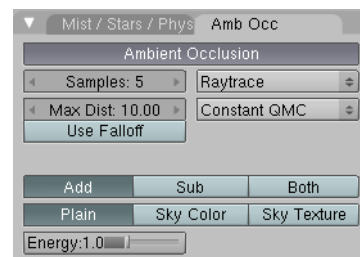 Mist / Stars / Phys Amb Occ
Ambient Occlusion
Samples: 5 Raytrace
Max Dist: 10.00 Constant QMC
Use Falloff
Add Sub Both
Plain Sky Color Sky Texture
Energy:1.0